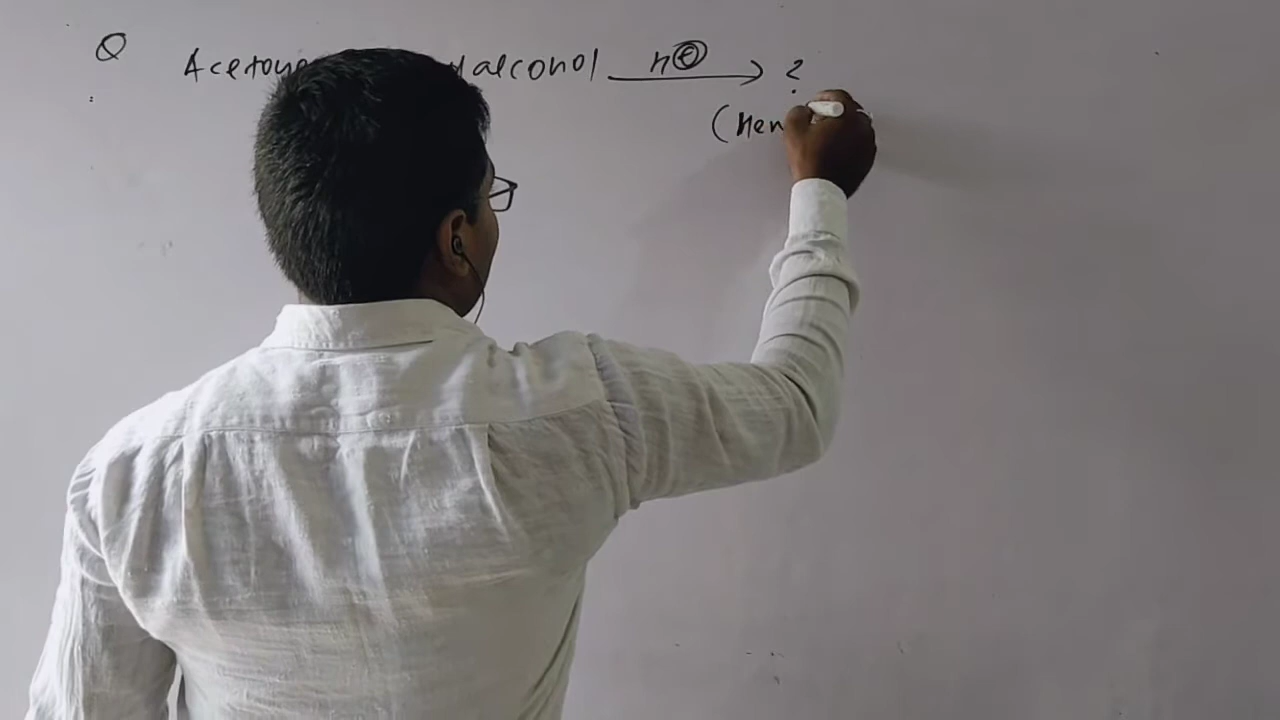 Q Acetone alcohol H⊕ → ?
(Hem